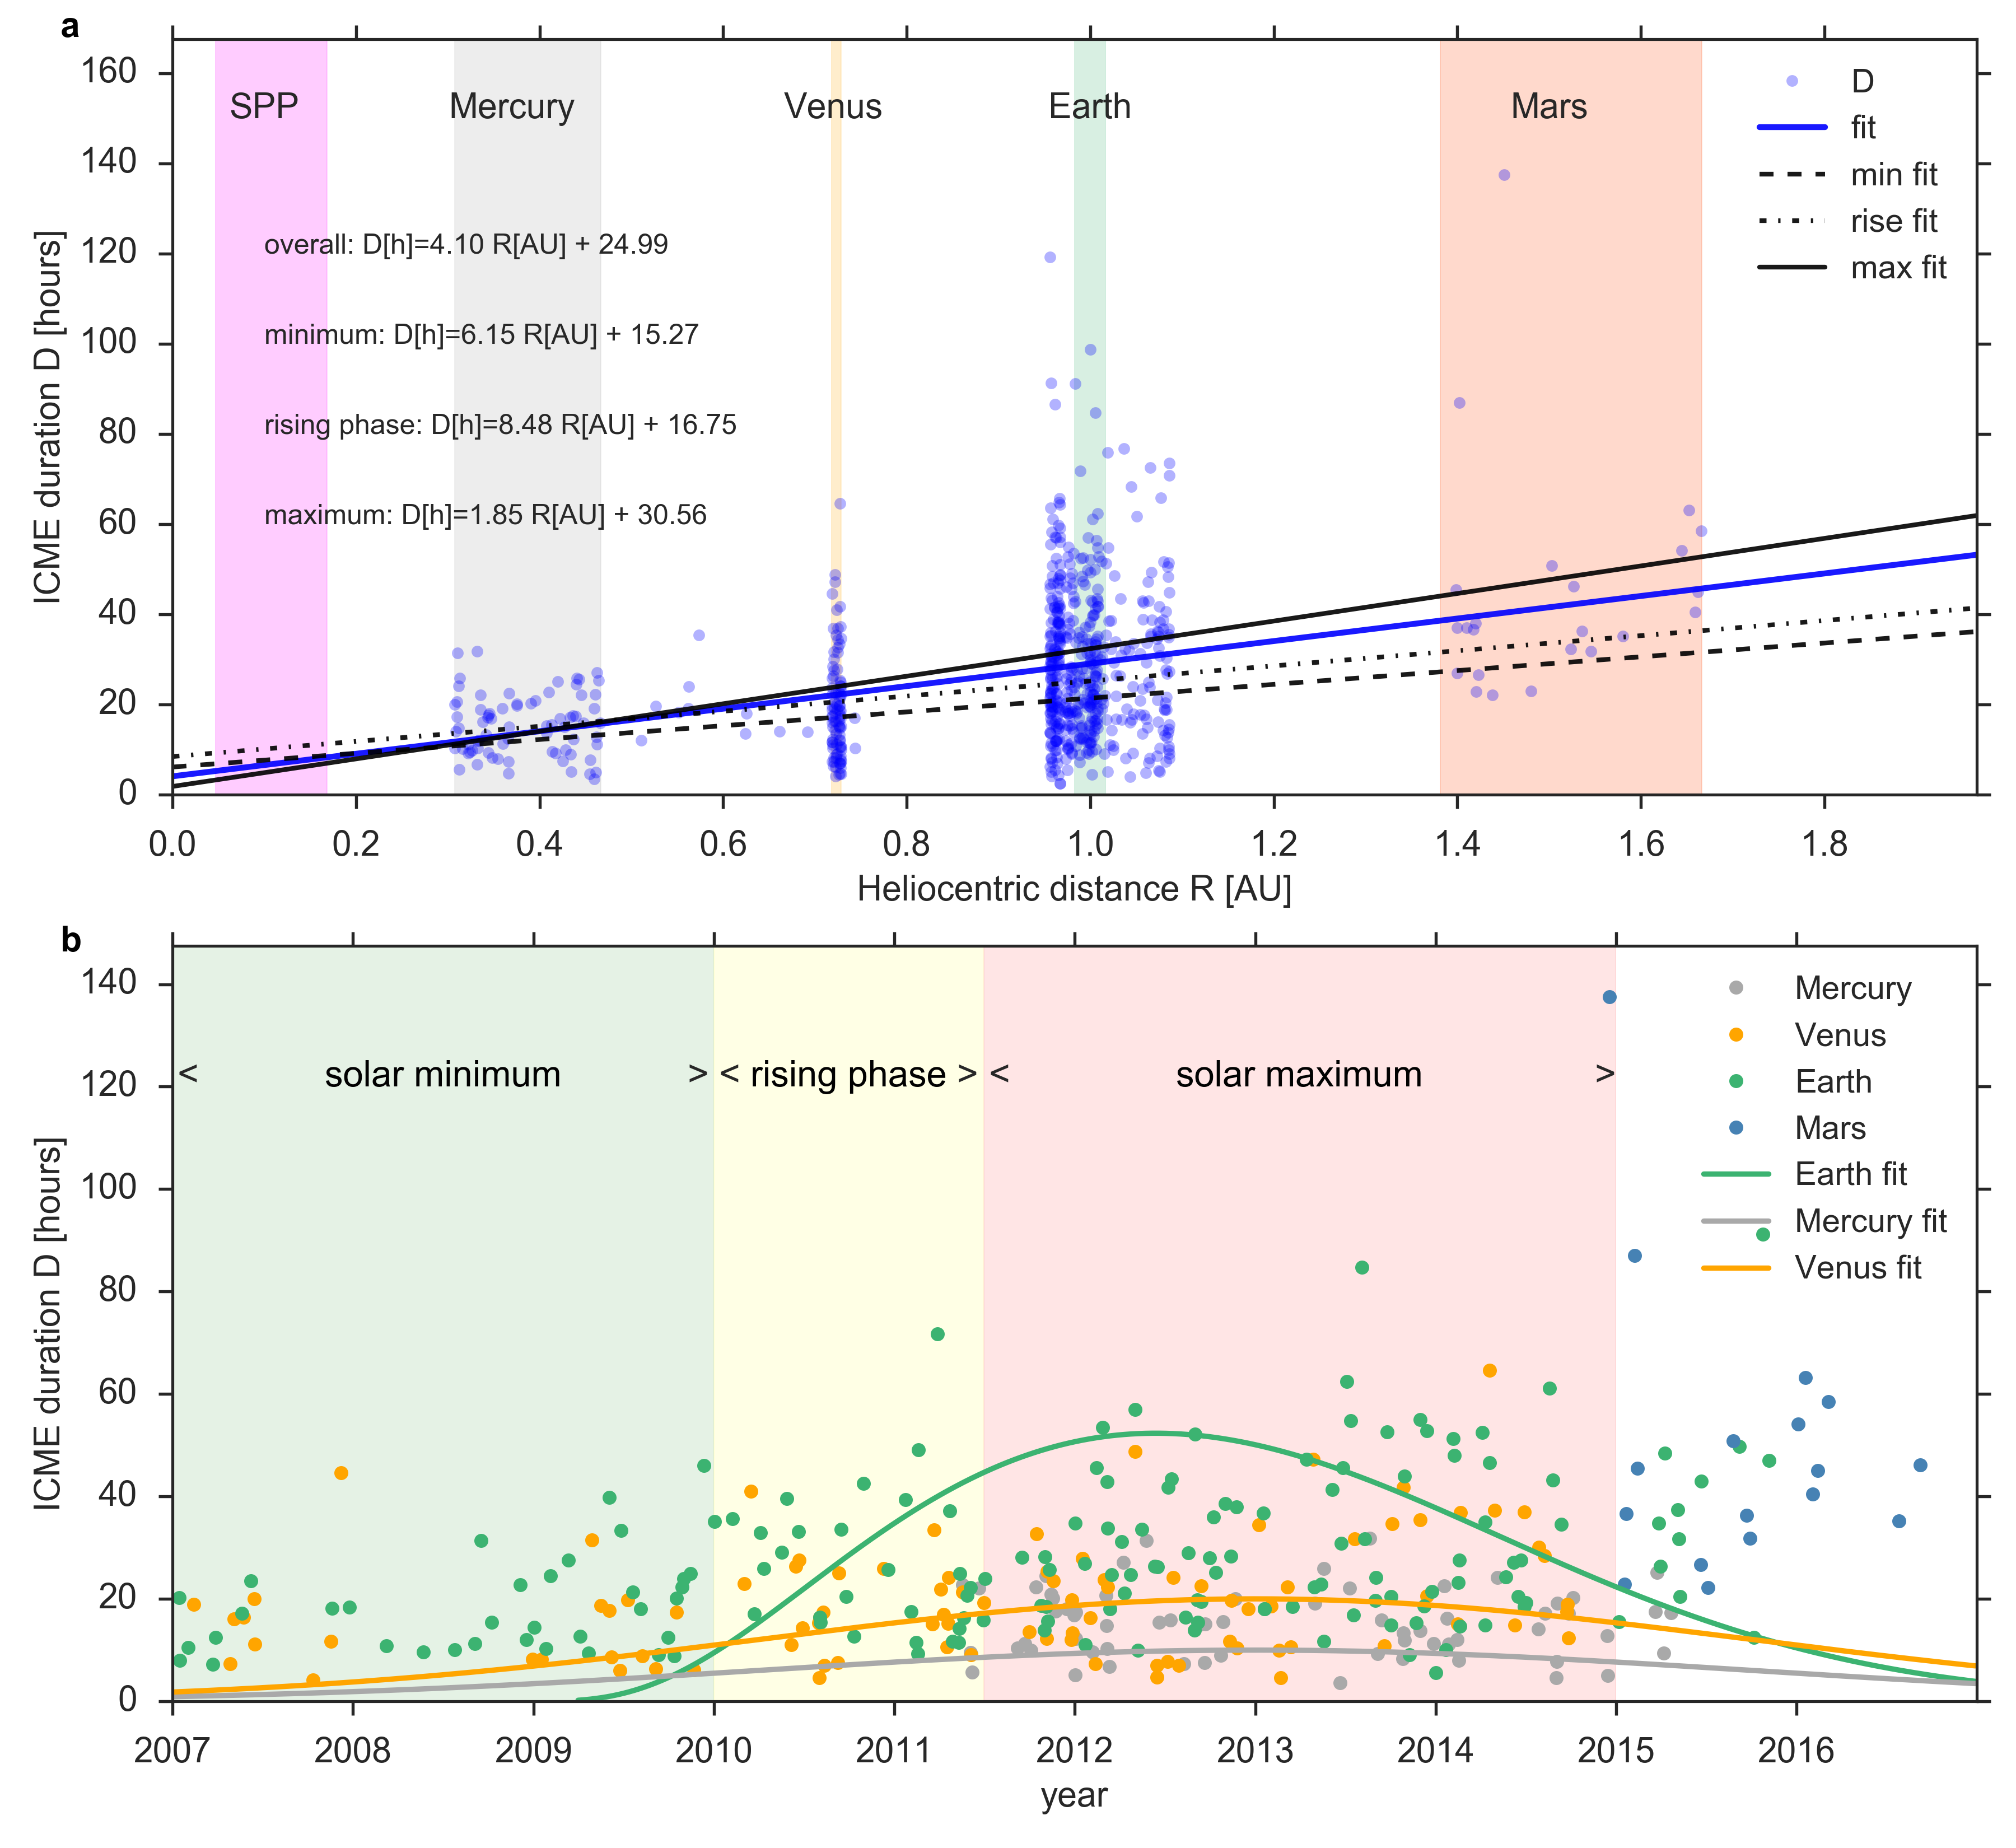 a
160
140
120
100
80
60
40
20
0
ICME duration D [hours]
SPP
Mercury
Venus
Earth
Mars
D
fit
min fit
rise fit
max fit
overall: D[h]=4.10 R[AU] + 24.99
minimum: D[h]=6.15 R[AU] + 15.27
rising phase: D[h]=8.48 R[AU] + 16.75
maximum: D[h]=1.85 R[AU] + 30.56
0.0 0.2 0.4 0.6 0.8 1.0 1.2 1.4 1.6 1.8
Heliocentric distance R [AU]
b
140
120
100
80
60
40
20
0
ICME duration D [hours]
< solar minimum > < rising phase > < solar maximum >
Mercury
Venus
Earth
Mars
Earth fit
Mercury fit
Venus fit
2007 2008 2009 2010 2011 2012 2013 2014 2015 2016
year